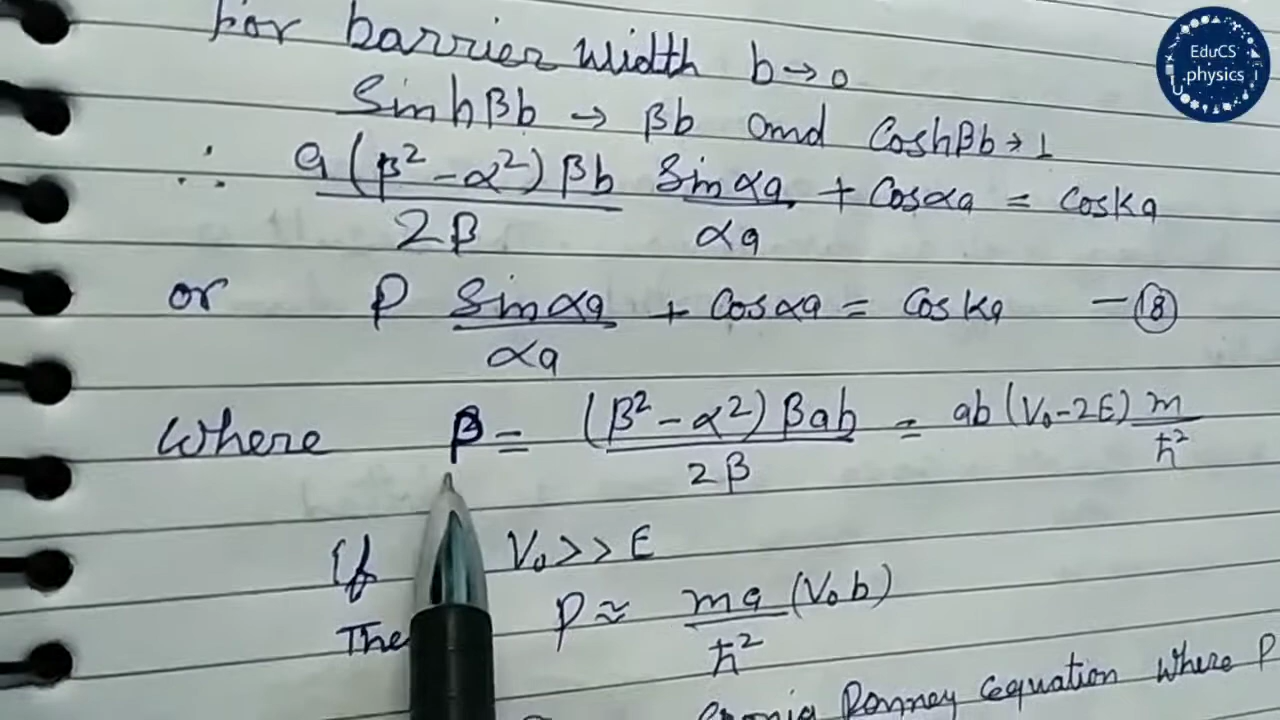 For barrier width b→0
EduCS
physics
Sinhβb → βb and Coshβb→1
∴ a(β²-α²)βb/2β Sinαa/αa + Cosαa = Coska
or P Sinαa/αa + Cosαa = Coska —⑱
Where β = (β²-α²)βab/2β = ab(V₀-2E) m/ħ²
If V₀>>E
The P≈ ma/ħ² (V₀b)
Penney equation Where P